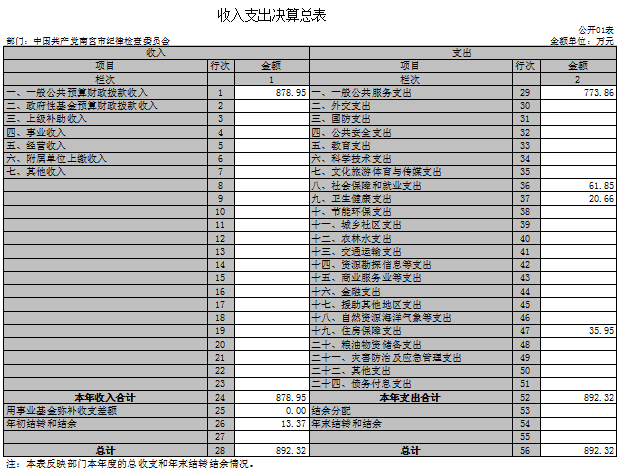 收入支出决算总表
公开01表
部门：中国共产党南宫市纪律检查委员会 金额单位：万元
收入 支出
项目 行次 金额 项目 行次 金额
栏次 1 栏次 2
一、一般公共预算财政拨款收入 1 878.95 一、一般公共服务支出 29 773.86
二、政府性基金预算财政拨款收入 2 二、外交支出 30
三、上级补助收入 3 三、国防支出 31
四、事业收入 4 四、公共安全支出 32
五、经营收入 5 五、教育支出 33
六、附属单位上缴收入 6 六、科学技术支出 34
七、其他收入 7 七、文化旅游体育与传媒支出 35
8 八、社会保障和就业支出 36 61.85
9 九、卫生健康支出 37 20.66
10 十、节能环保支出 38
11 十一、城乡社区支出 39
12 十二、农林水支出 40
13 十三、交通运输支出 41
14 十四、资源勘探信息等支出 42
15 十五、商业服务业等支出 43
16 十六、金融支出 44
17 十七、援助其他地区支出 45
18 十八、自然资源海洋气象等支出 46
19 十九、住房保障支出 47 35.95
20 二十、粮油物资储备支出 48
21 二十一、灾害防治及应急管理支出 49
22 二十二、其他支出 50
23 二十四、债务付息支出 51
本年收入合计 24 878.95 本年支出合计 52 892.32
用事业基金弥补收支差额 25 0.00 结余分配 53
年初结转和结余 26 13.37 年末结转和结余 54
27 55
总计 28 892.32 总计 56 892.32
注：本表反映部门本年度的总收支和年末结转结余情况。